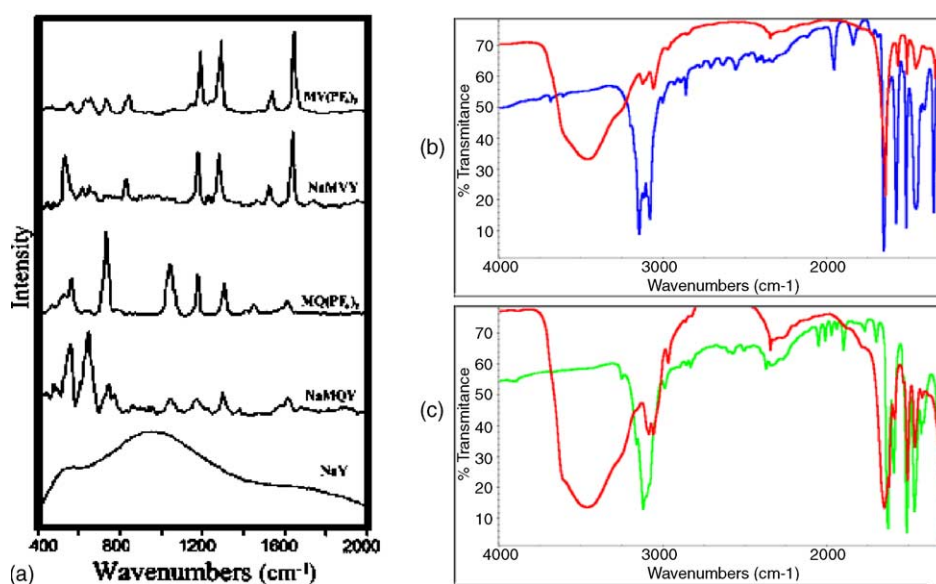 Intensity
MV(PF₆)₂
NaMVY
MQ(PF₆)₂
NaMQY
NaY
400 800 1200 1600 2000
Wavenumbers (cm⁻¹)
(a)
(b)
% Transmitance
70
60
50
40
30
20
10
4000 3000 2000
Wavenumbers (cm-1)
(c)
% Transmitance
70
60
50
40
30
20
10
4000 3000 2000
Wavenumbers (cm-1)